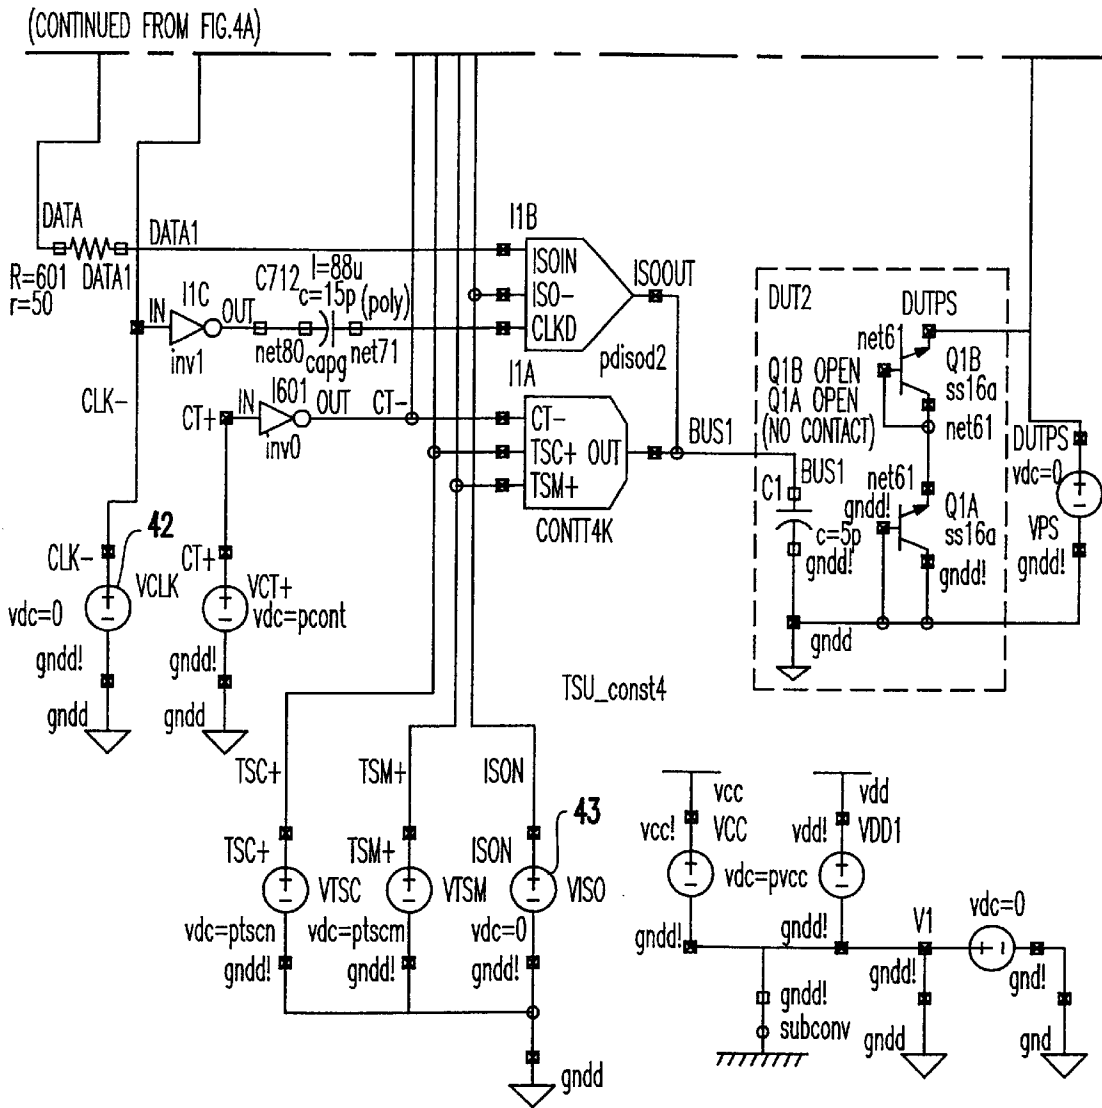 (CONTINUED FROM FIG.4A)
DATA
DATA1
R=601
DATA1
r=50
I1C
IN
OUT
inv1
C712
l=88u
c=15p
(poly)
net80
capg
net71
I1B
ISOIN
ISO-
CLKD
ISOOUT
pdisod2
CLK-
CT+
IN
I601
OUT
inv0
CT-
I1A
CT-
TSC+
OUT
TSM+
CONTT4K
BUS1
DUT2
DUTPS
net61
Q1B
ss16a
Q1B OPEN
Q1A OPEN
(NO CONTACT)
net61
BUS1
C1
c=5p
gndd!
net61
gndd!
Q1A
ss16a
gndd!
gndd
DUTPS
vdc=0
VPS
gndd!
42
CLK-
VCLK
vdc=0
gndd!
gndd
CT+
VCT+
vdc=pcont
gndd!
gndd
TSU_const4
TSC+
TSM+
ISON
43
TSC+
VTSC
vdc=ptscn
gndd!
TSM+
VTSM
vdc=ptscm
gndd!
ISON
VISO
vdc=0
gndd!
gndd
vcc
vcc!
VCC
vdc=pvcc
gndd!
vdd
vdd!
VDD1
gndd!
V1
vdc=0
gndd!
gnd!
gndd!
subconv
gndd
gnd